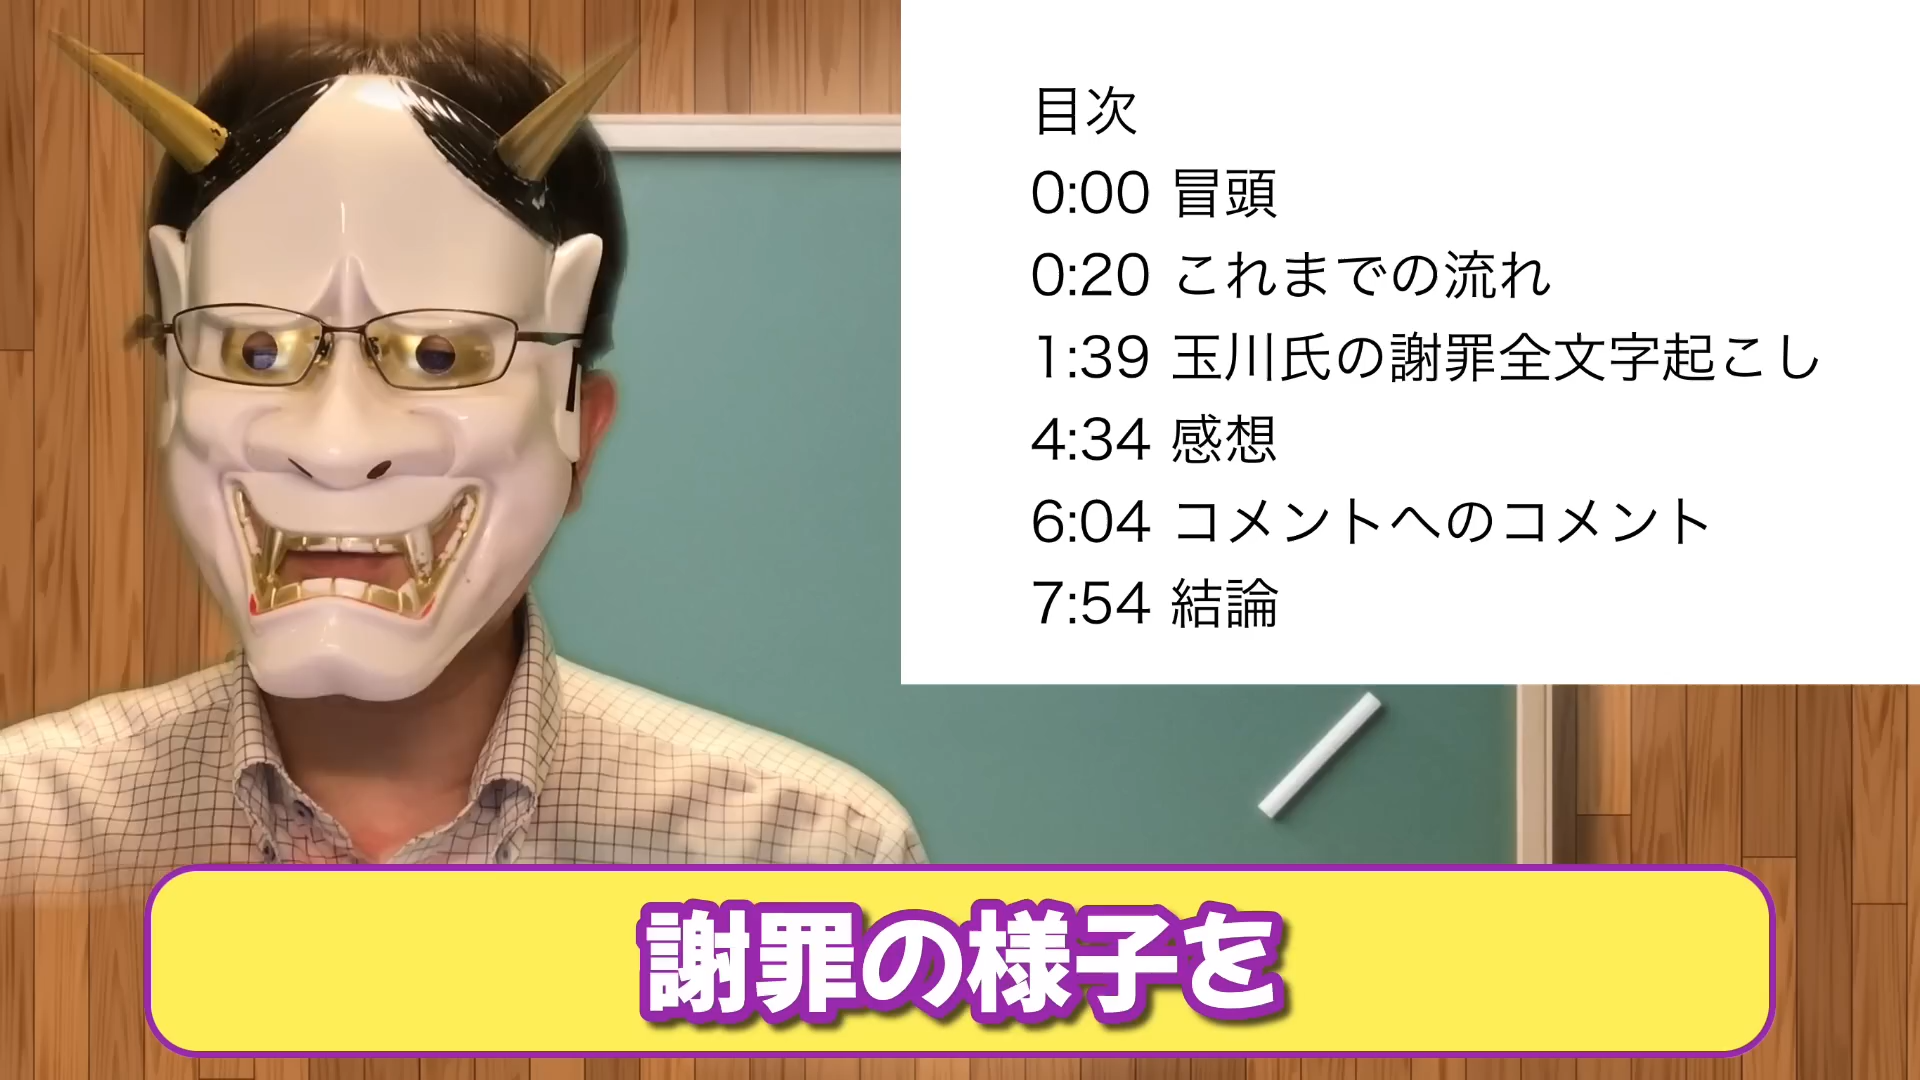 目次
0:00 冒頭
0:20 これまでの流れ
1:39 玉川氏の謝罪全文字起こし
4:34 感想
6:04 コメントへのコメント
7:54 結論
謝罪の様子を